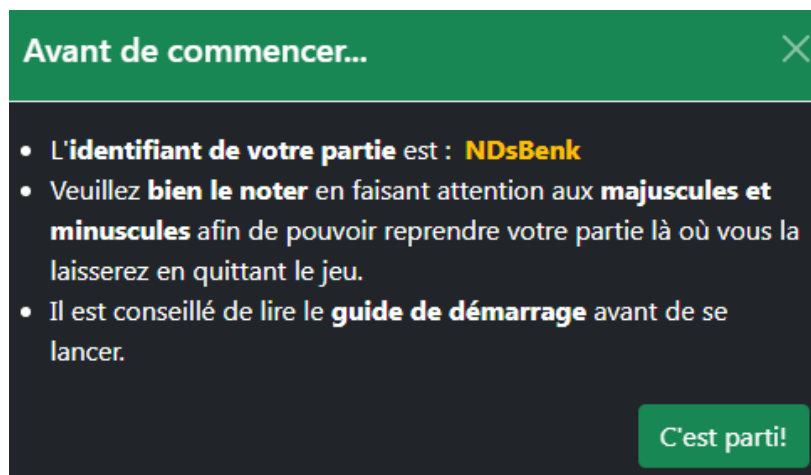 Avant de commencer...
• L'identifiant de votre partie est : NDsBenk
• Veuillez bien le noter en faisant attention aux majuscules et
minuscules afin de pouvoir reprendre votre partie là où vous la
laisserez en quittant le jeu.
• Il est conseillé de lire le guide de démarrage avant de se
lancer.
C'est parti!